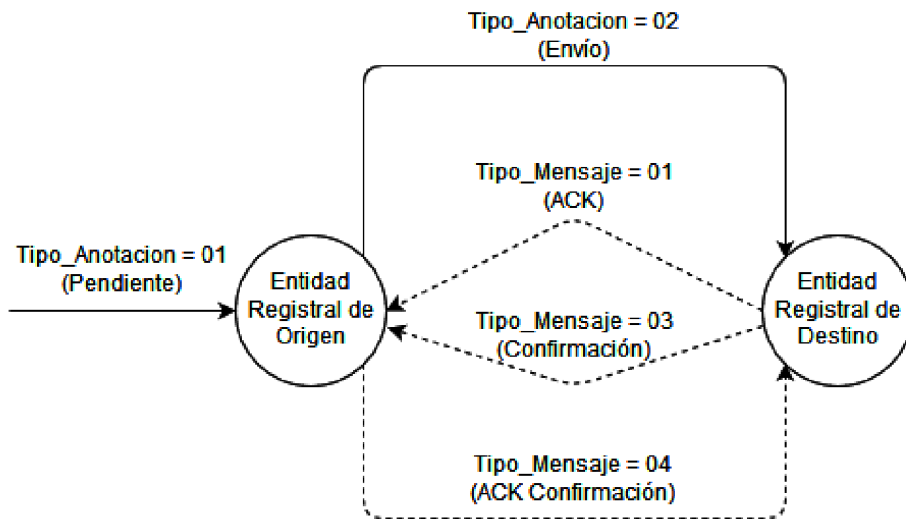 Tipo_Anotacion = 02
(Envío)
Tipo_Mensaje = 01
(ACK)
Tipo_Anotacion = 01
(Pendiente)
Entidad
Registral de
Origen
Entidad
Registral de
Destino
Tipo_Mensaje = 03
(Confirmación)
Tipo_Mensaje = 04
(ACK Confirmación)